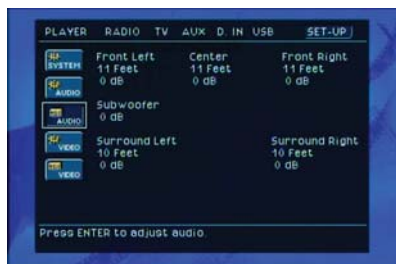 PLAYER RADIO TV AUX D. IN USB SET-UP
SYSTEM
AUDIO
AUDIO
VIDEO
VIDEO
Front Left Center Front Right
11 Feet 11 Feet 11 Feet
0 dB 0 dB 0 dB
Subwoofer
0 dB
Surround Left Surround Right
10 Feet 10 Feet
0 dB 0 dB
Press ENTER to adjust audio.